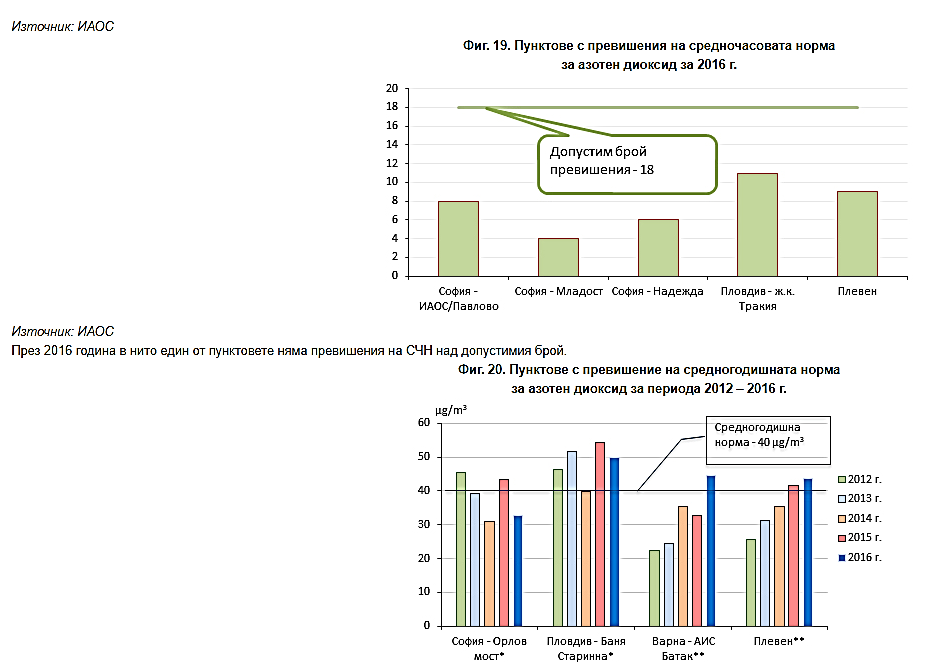 Източник: ИАОС
Фиг. 19. Пунктове с превишения на средночасовата норма
за азотен диоксид за 2016 г.
20
18
16
14
12
10
8
6
4
2
0
Допустим брой
превишения - 18
София -
ИАОС/Павлово
София - Младост
София - Надежда
Пловдив - ж.к.
Тракия
Плевен
Източник: ИАОС
През 2016 година в нито един от пунктовете няма превишения на СЧН над допустимия брой.
Фиг. 20. Пунктове с превишение на средногодишната норма
за азотен диоксид за периода 2012 – 2016 г.
µg/m³
60
50
40
30
20
10
0
Средногодишна
норма - 40 µg/m³
2012 г.
2013 г.
2014 г.
2015 г.
2016 г.
София - Орлов
мост*
Пловдив - Баня
Старинна*
Варна - АИС
Батак**
Плевен**